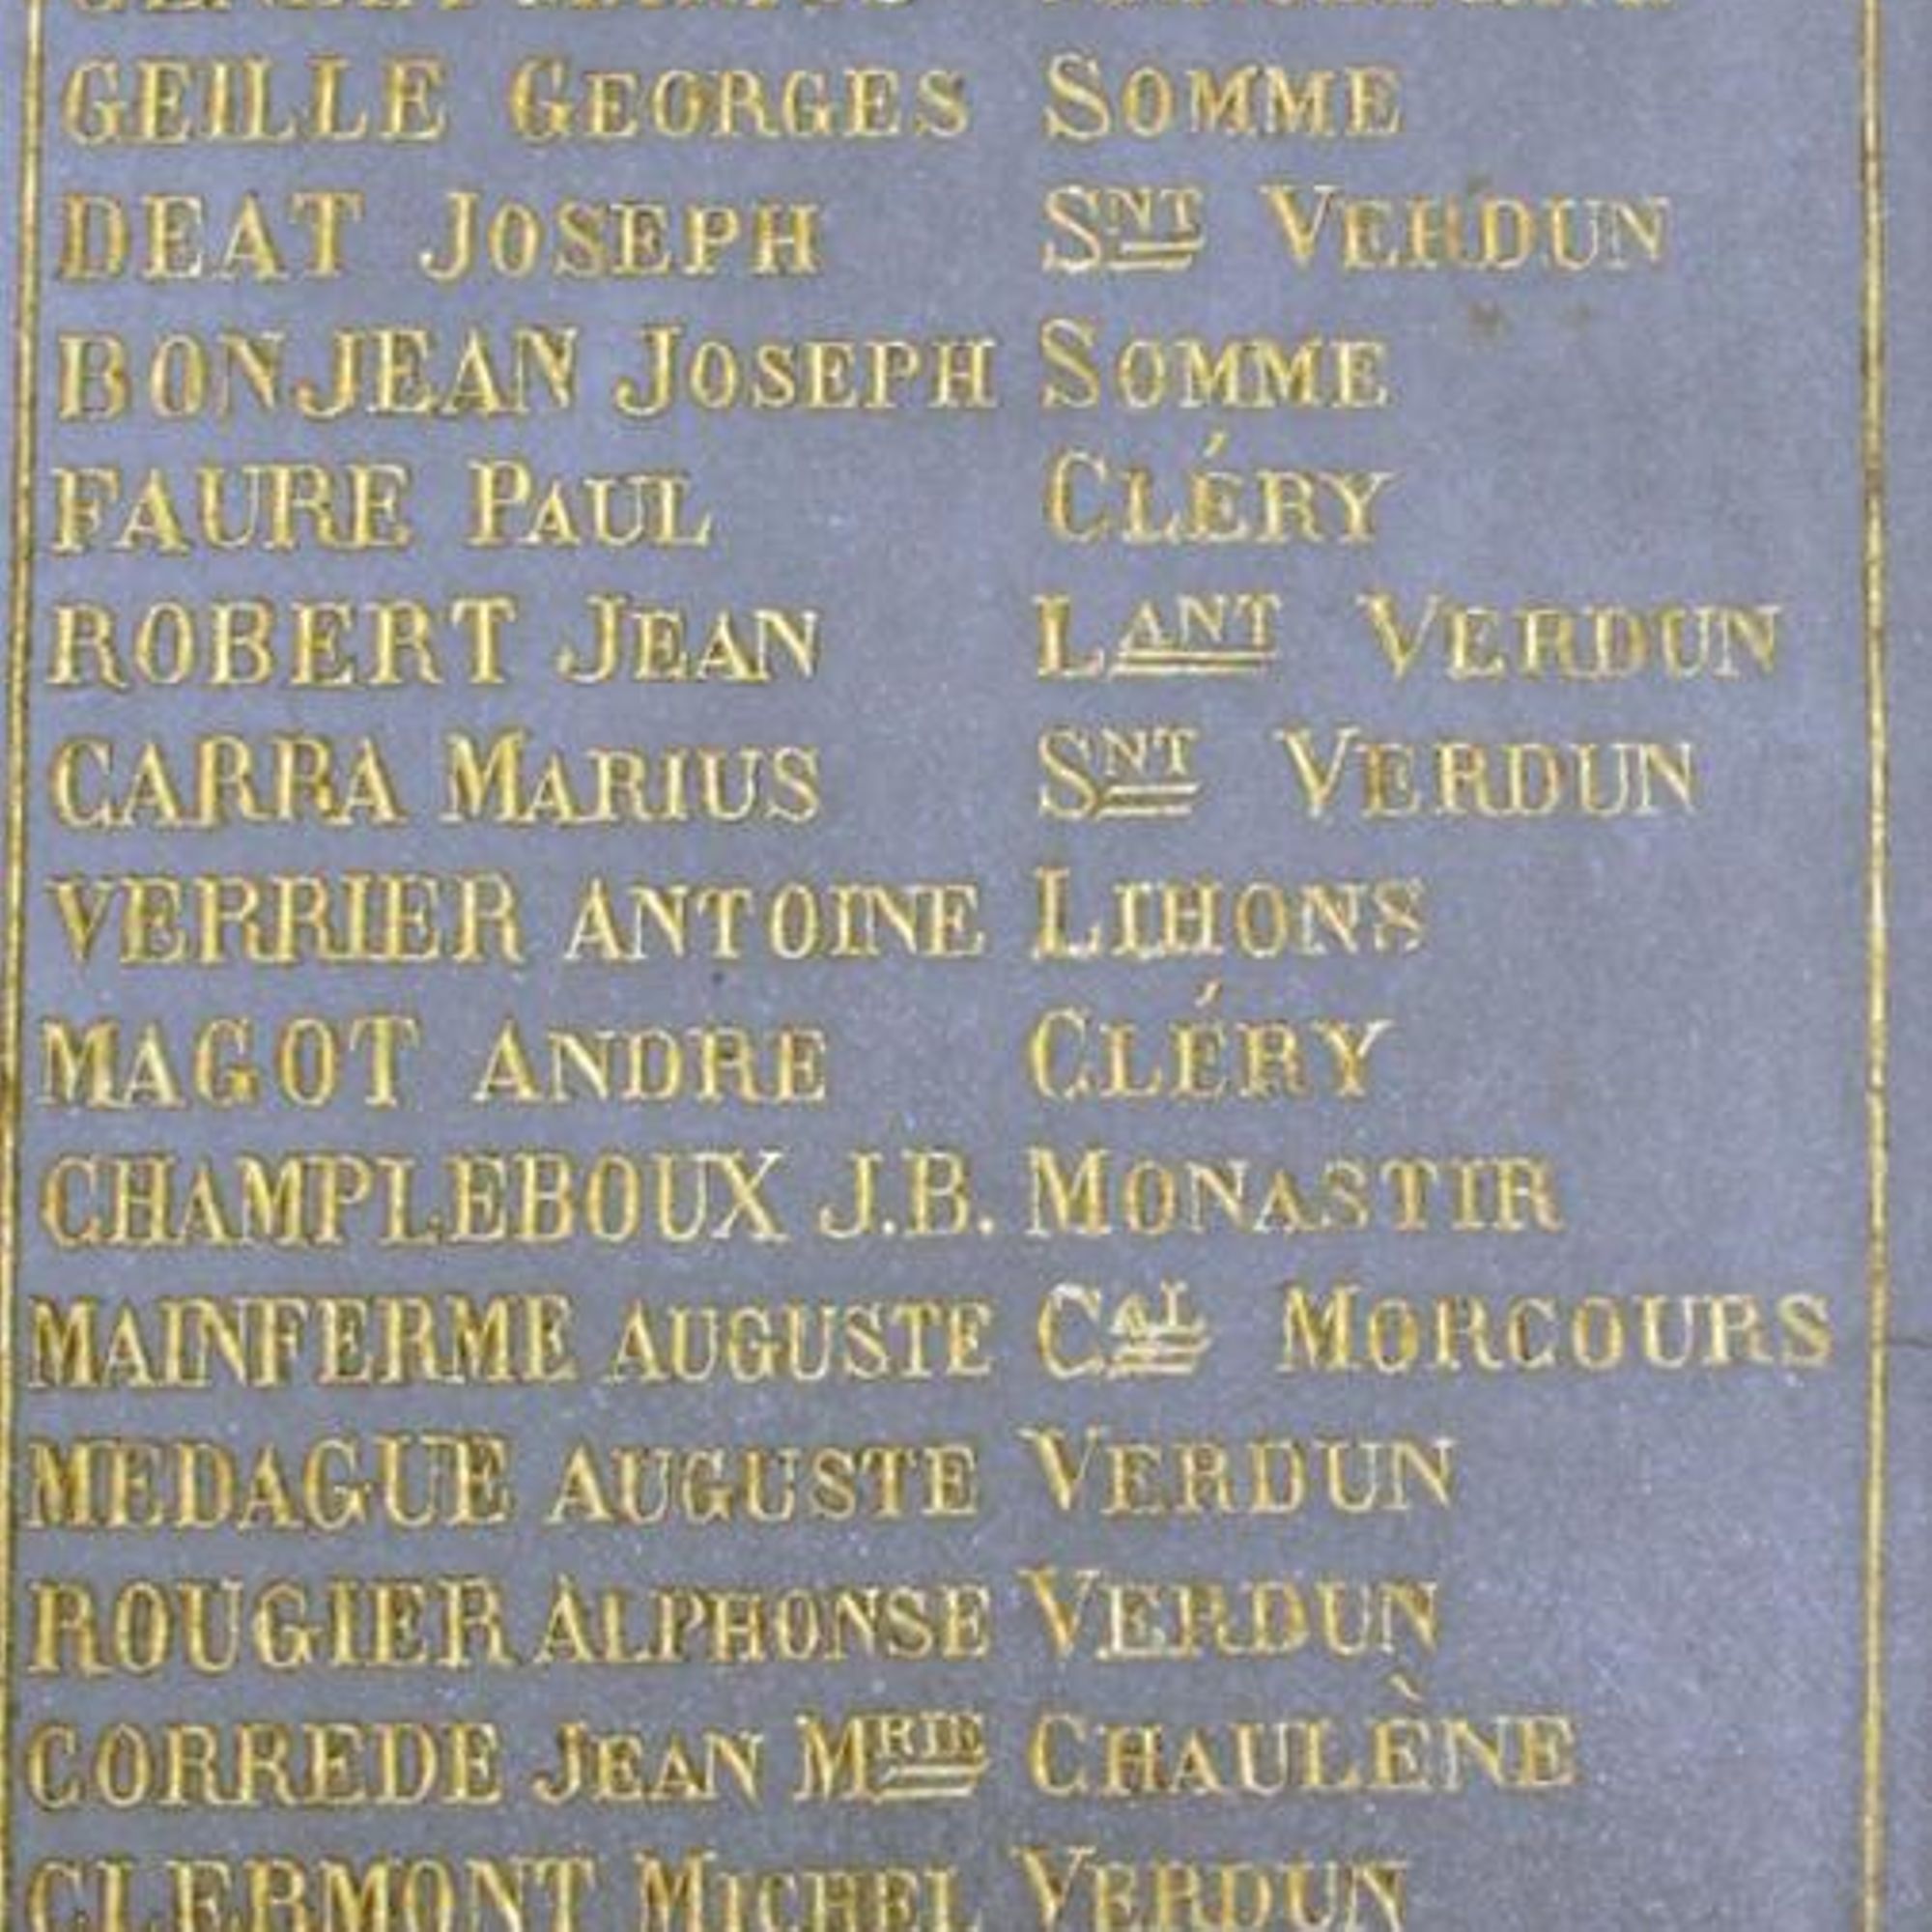 GEILLE GEORGES SOMME
DEAT JOSEPH SNT VERDUN
BONJEAN JOSEPH SOMME
FAURE PAUL CLÉRY
ROBERT JEAN LANT VERDUN
CARRA MARIUS SNT VERDUN
VERRIER ANTOINE LIHONS
MAGOT ANDRE CLÉRY
CHAMPLEBOUX J.B. MONASTIR
MAINFERME AUGUSTE CAL MORCOURS
MEDAGUE AUGUSTE VERDUN
ROUGIER ALPHONSE VERDUN
CORREDE JEAN MRIE CHAULÈNE
CLERMONT MICHEL VERDUN